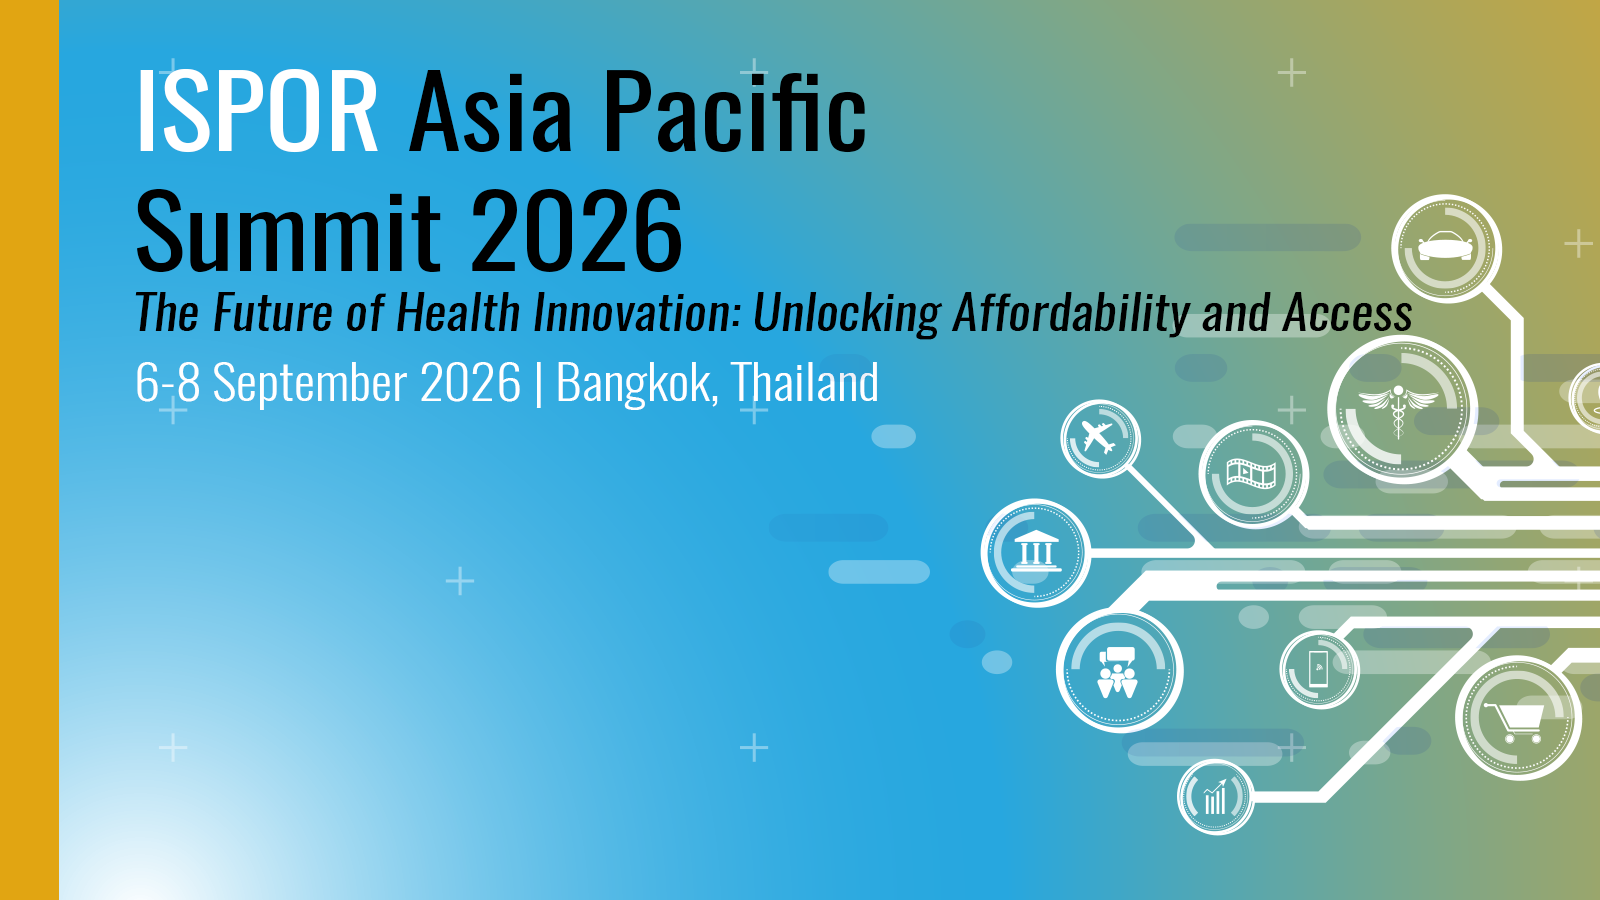 ISPOR Asia Pacific
Summit 2026
The Future of Health Innovation: Unlocking Affordability and Access
6-8 September 2026 | Bangkok, Thailand